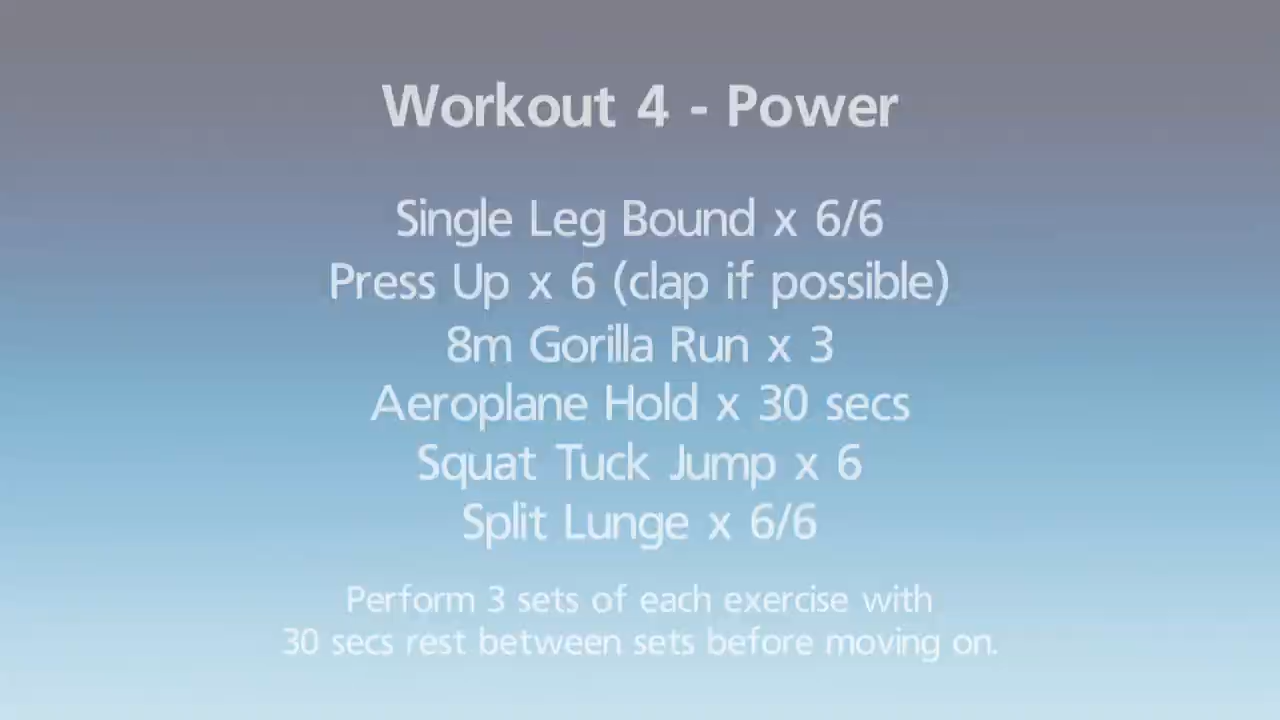 Workout 4 - Power
Single Leg Bound x 6/6
Press Up x 6 (clap if possible)
8m Gorilla Run x 3
Aeroplane Hold x 30 secs
Squat Tuck Jump x 6
Split Lunge x 6/6
Perform 3 sets of each exercise with
30 secs rest between sets before moving on.